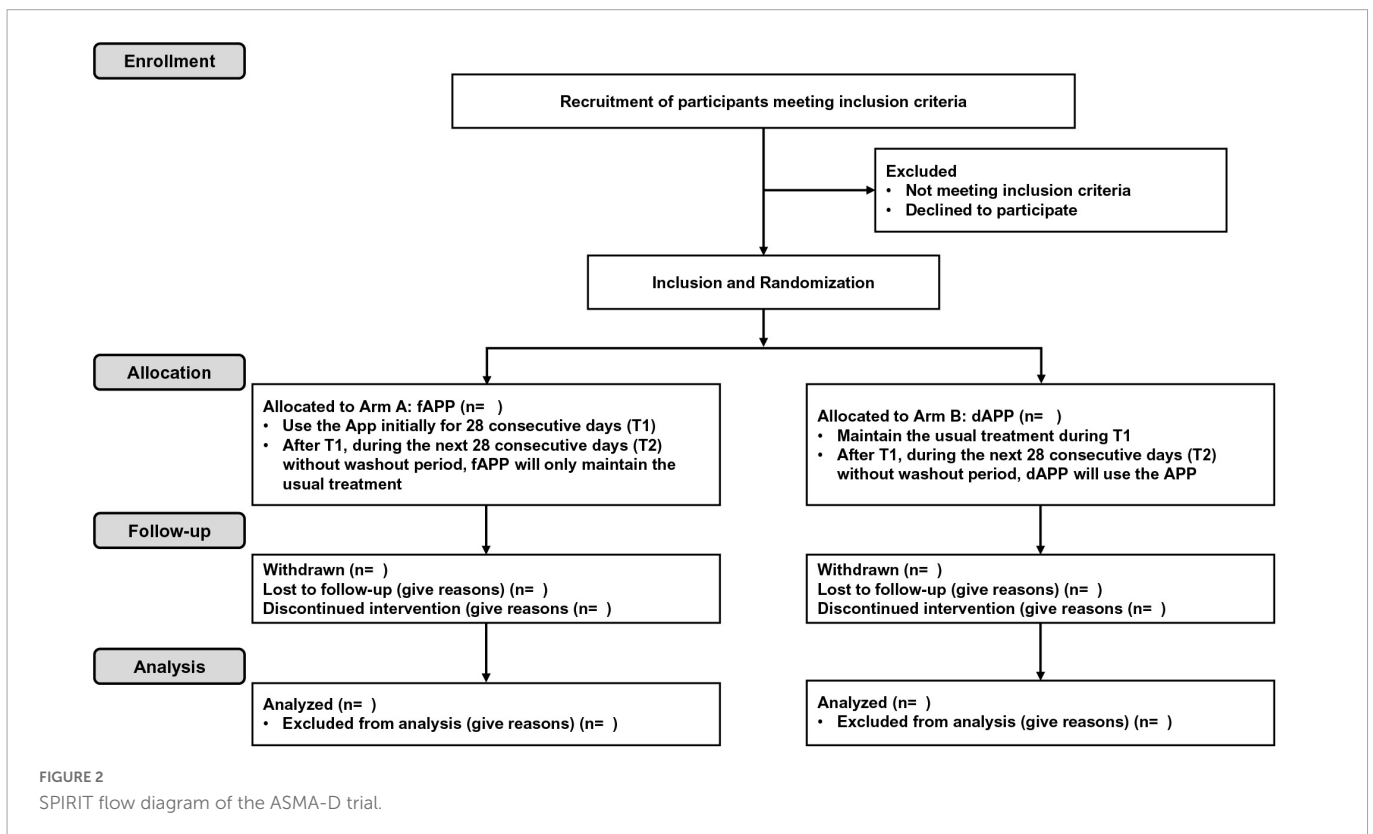 Enrollment
Recruitment of participants meeting inclusion criteria
Excluded
• Not meeting inclusion criteria
• Declined to participate
Inclusion and Randomization
Allocation
Allocated to Arm A: fAPP (n=   )
• Use the App initially for 28 consecutive days (T1)
• After T1, during the next 28 consecutive days (T2)
without washout period, fAPP will only maintain the
usual treatment
Allocated to Arm B: dAPP (n=   )
• Maintain the usual treatment during T1
• After T1, during the next 28 consecutive days (T2)
without washout period, dAPP will use the APP
Follow-up
Withdrawn (n=  )
Lost to follow-up (give reasons) (n=  )
Discontinued intervention (give reasons (n=  )
Withdrawn (n=  )
Lost to follow-up (give reasons) (n=  )
Discontinued intervention (give reasons (n=  )
Analysis
Analyzed (n=  )
• Excluded from analysis (give reasons) (n=  )
Analyzed (n=  )
• Excluded from analysis (give reasons) (n=  )
FIGURE 2
SPIRIT flow diagram of the ASMA-D trial.